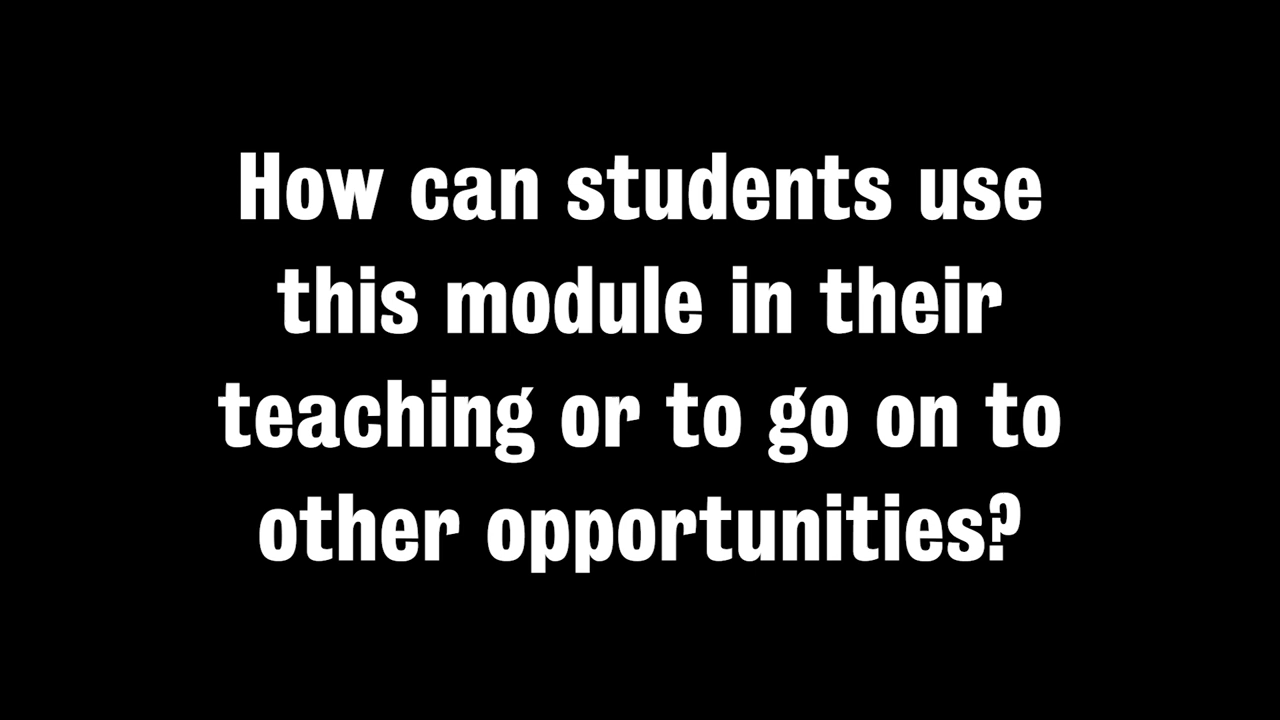 How can students use
this module in their
teaching or to go on to
other opportunities?